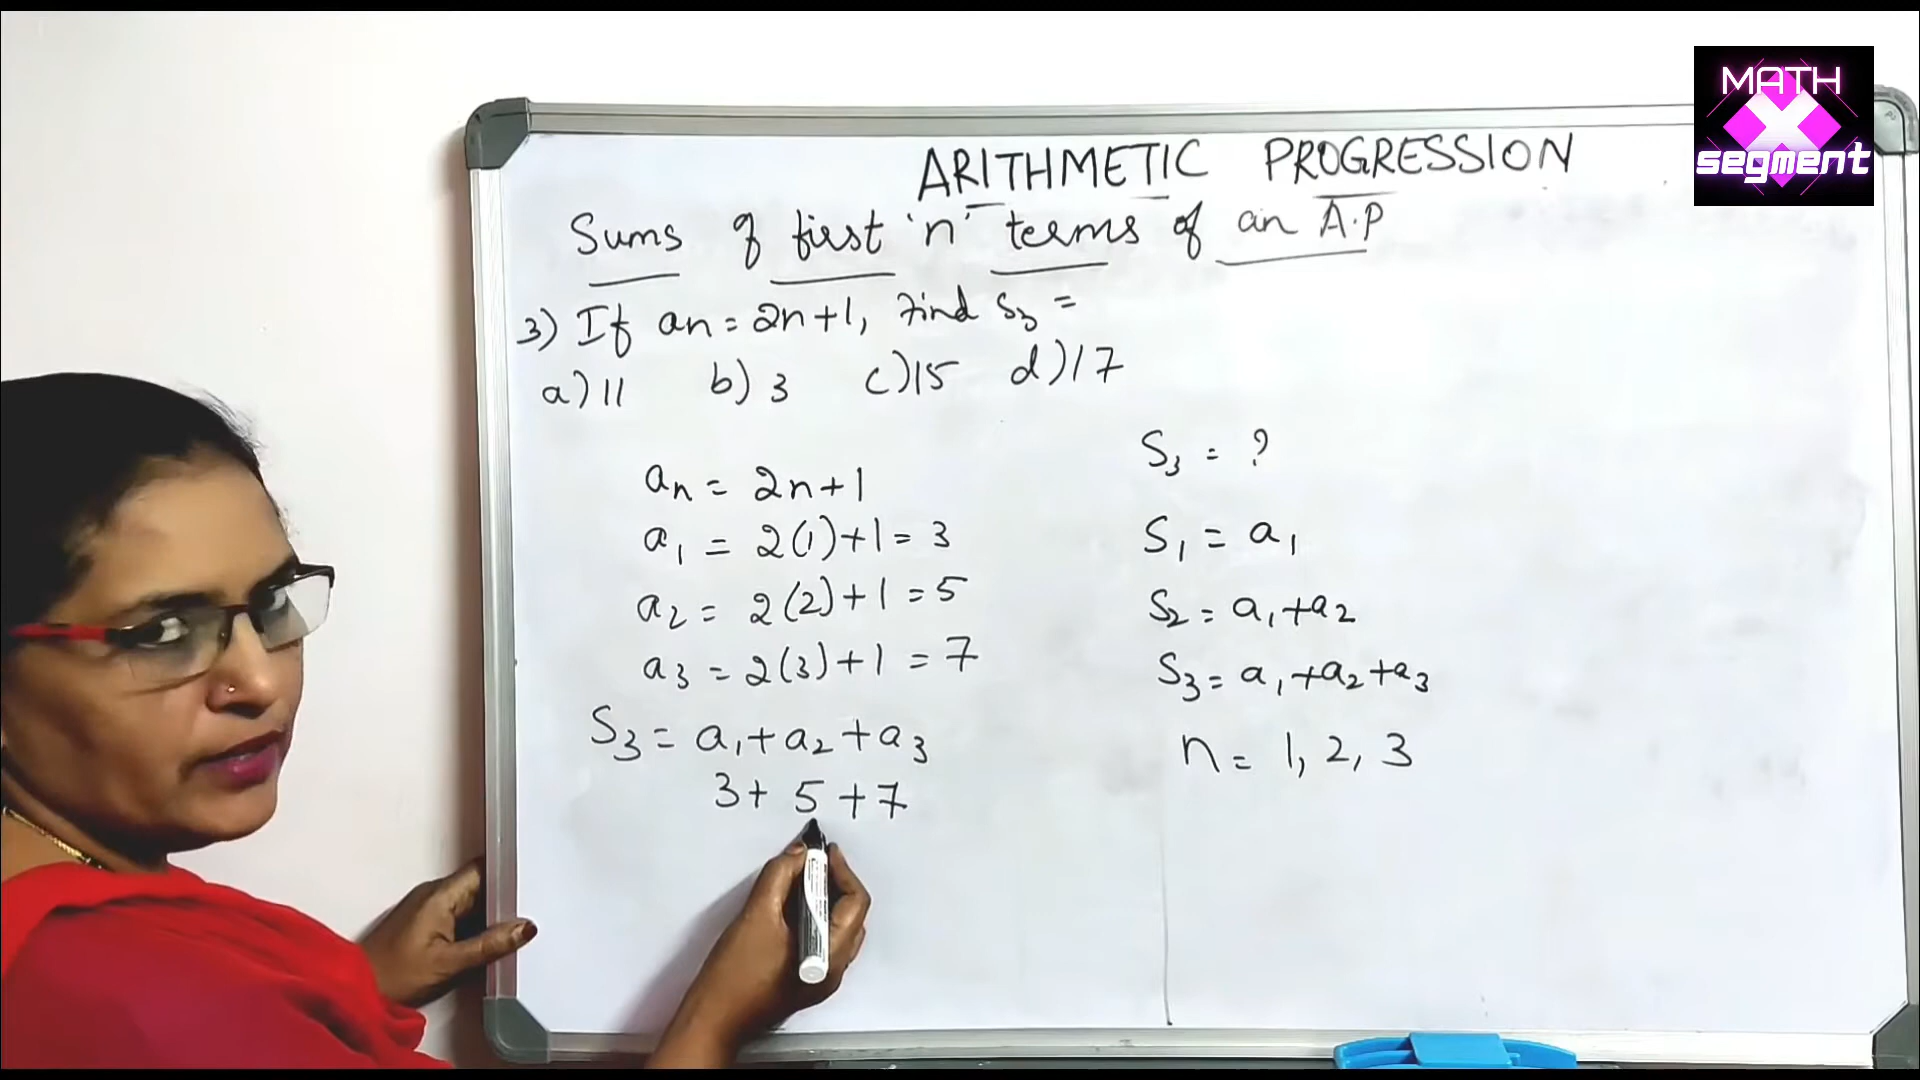 MATH
segment
ARITHMETIC PROGRESSION
Sums of first 'n' terms of an A.P
3) If an = 2n+1, Find S3 =
a) 11 b) 3 c) 15 d) 17
an = 2n+1
a1 = 2(1)+1 = 3
a2 = 2(2)+1 = 5
a3 = 2(3)+1 = 7
S3 = a1+a2+a3
3+ 5+7
S3 = ?
S1 = a1
S2 = a1+a2
S3 = a1+a2+a3
n = 1, 2, 3